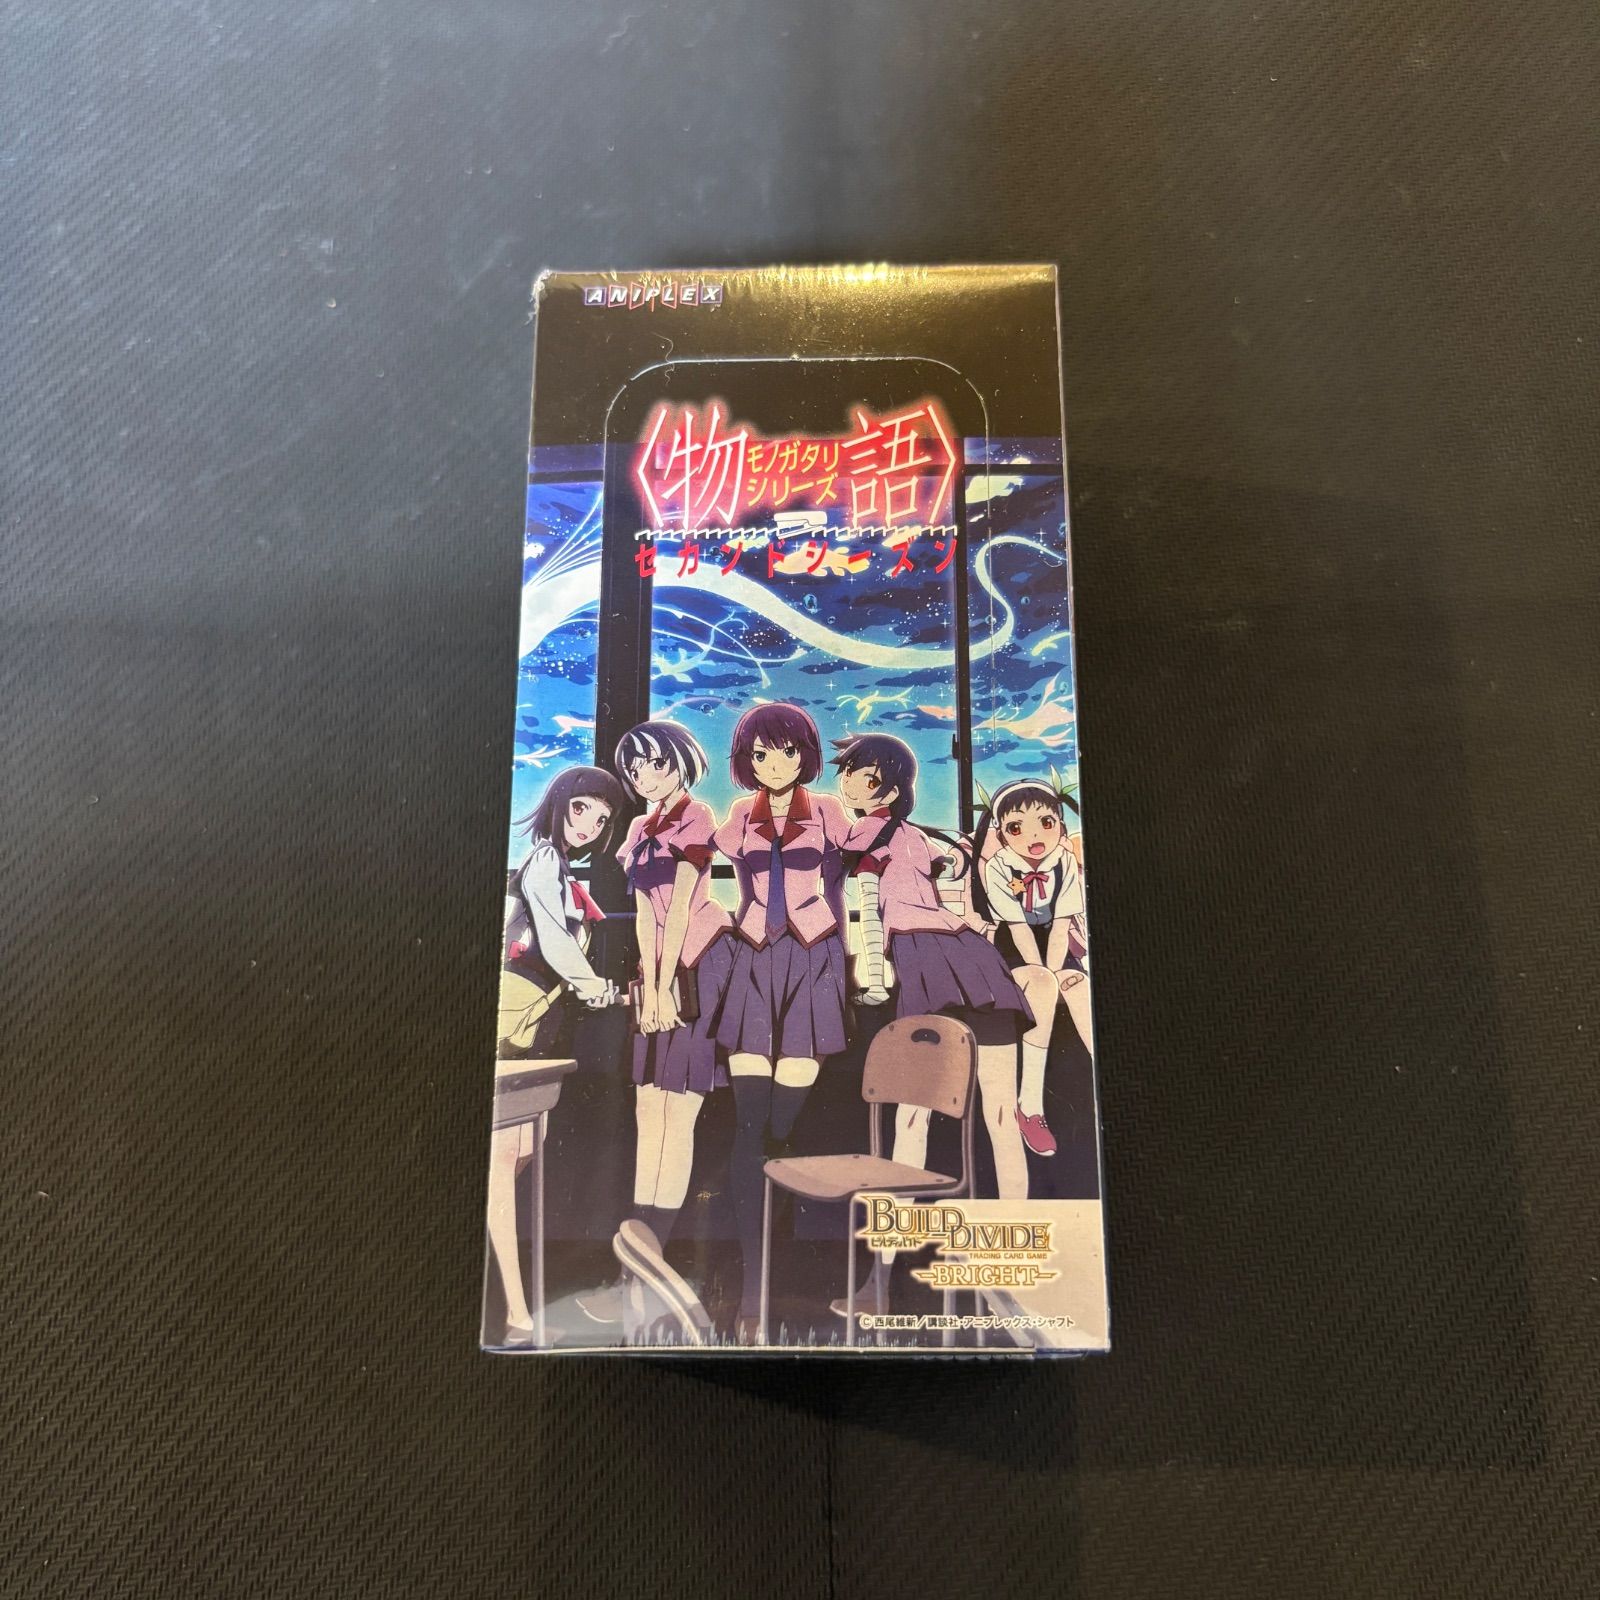 ANIPLEX
〈物語〉
モノガタリ
シリーズ
セカンドシーズン
BUILD DIVIDE
ビルディバイド
TRADING CARD GAME
-BRIGHT-
© 西尾維新／講談社・アニプレックス・シャフト